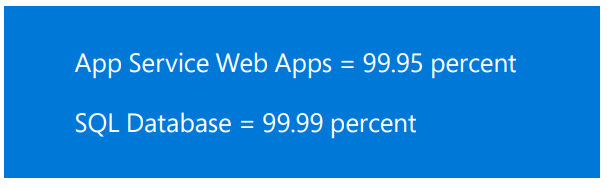 App Service Web Apps = 99.95 percent
SQL Database = 99.99 percent